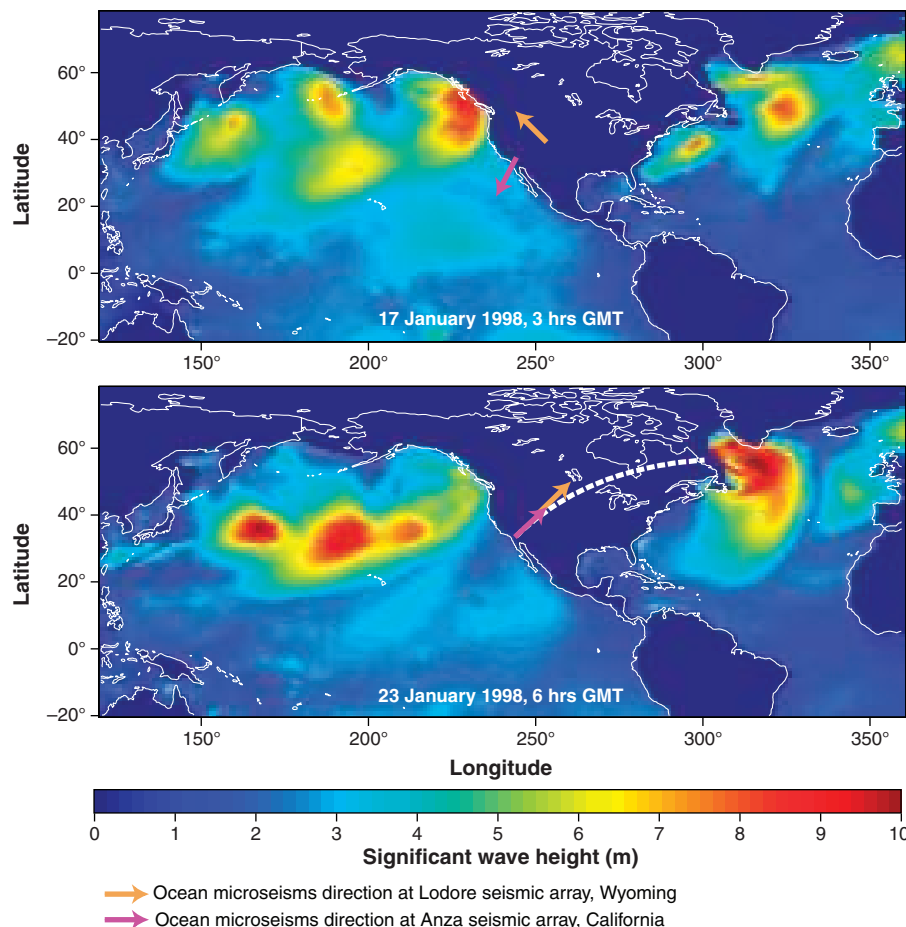 60°
40°
20°
0°
–20°
Latitude
17 January 1998, 3 hrs GMT
150°
200°
250°
300°
350°
60°
40°
20°
0°
–20°
Latitude
23 January 1998, 6 hrs GMT
150°
200°
250°
300°
350°
Longitude
0 1 2 3 4 5 6 7 8 9 10
Significant wave height (m)
Ocean microseisms direction at Lodore seismic array, Wyoming
Ocean microseisms direction at Anza seismic array, California